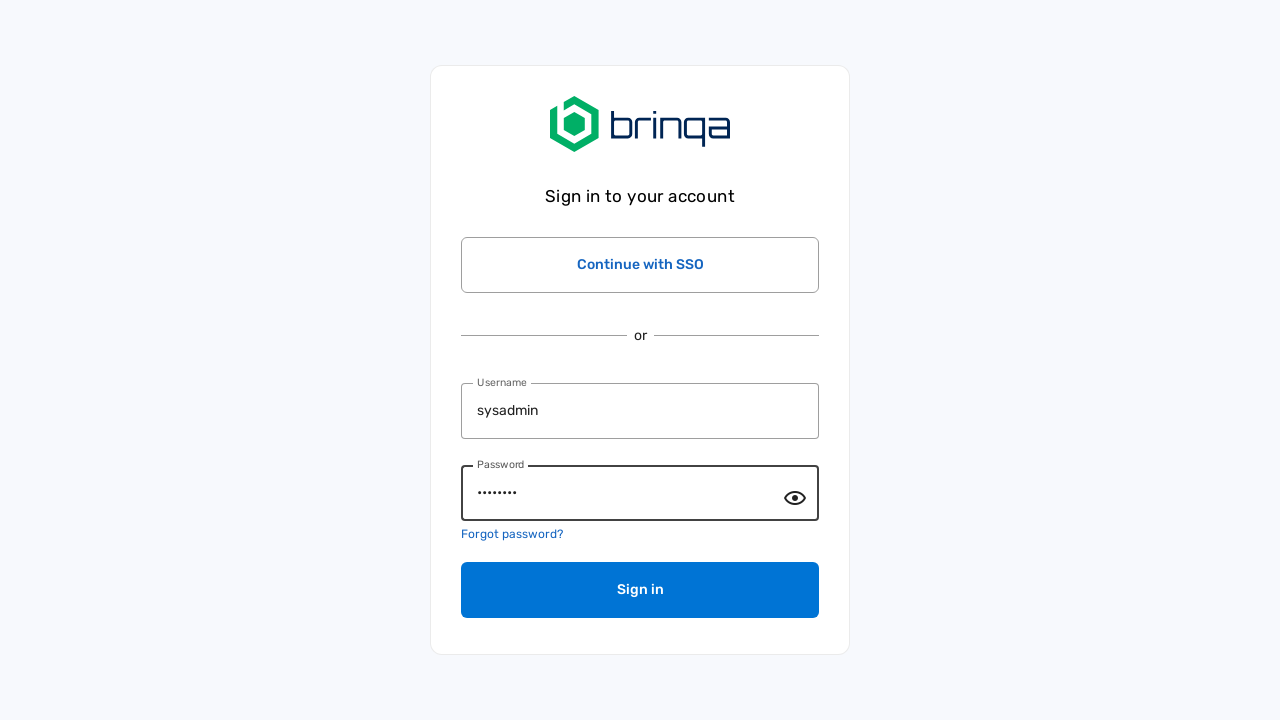 brinqa
Sign in to your account
Continue with SSO
or
Username
sysadmin
Password
••••••••
Forgot password?
Sign in